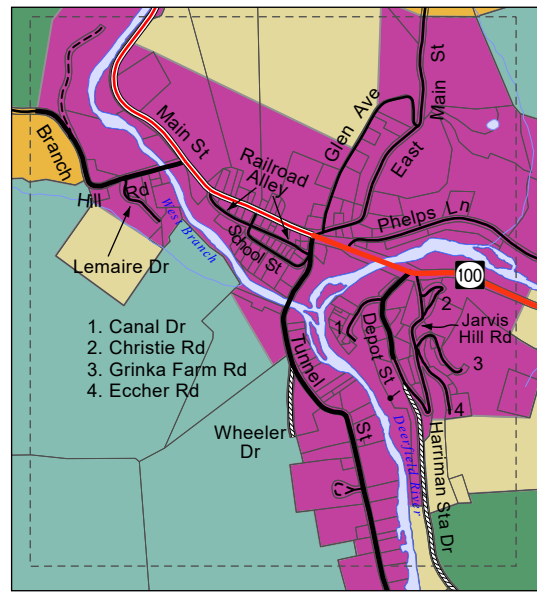 Main St
Glen Ave
East Main St
Branch Hill Rd
Railroad
Alley
Phelps Ln
School St
West Branch
Lemaire Dr
100
2
Jarvis
Hill Rd
1
3
4
1. Canal Dr
2. Christie Rd
3. Grinka Farm Rd
4. Eccher Rd
Depot St
Tunnel St
Wheeler
Dr
Deerfield River
Harriman Sta Dr